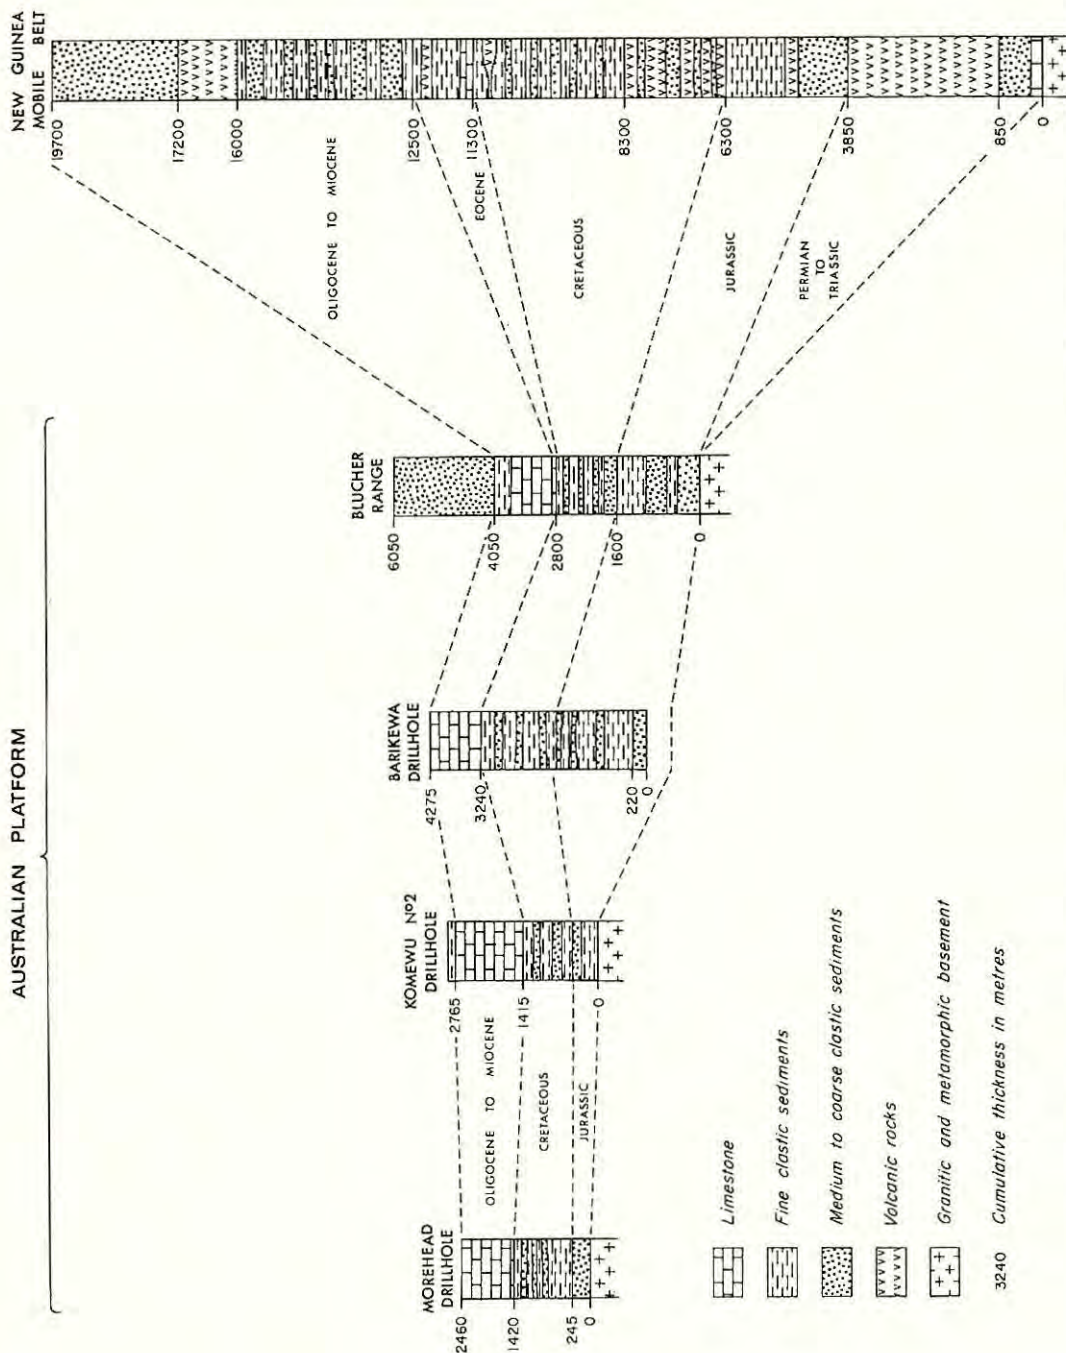 AUSTRALIAN PLATFORM
NEW GUINEA
MOBILE BELT
19700
17200
16000
12500
11300
8300
6300
3850
850
0
OLIGOCENE TO MIOCENE
EOCENE
CRETACEOUS
JURASSIC
PERMIAN
TO
TRIASSIC
BLUCHER
RANGE
6050
4050
2800
1600
0
BARIKEWA
DRILLHOLE
4275
3240
220
0
KOMEWU Nº2
DRILLHOLE
2765
1415
0
OLIGOCENE TO MIOCENE
CRETACEOUS
JURASSIC
MOREHEAD
DRILLHOLE
2460
1420
245
0
Limestone
Fine clastic sediments
Medium to coarse clastic sediments
Volcanic rocks
Granitic and metamorphic basement
3240 Cumulative thickness in metres